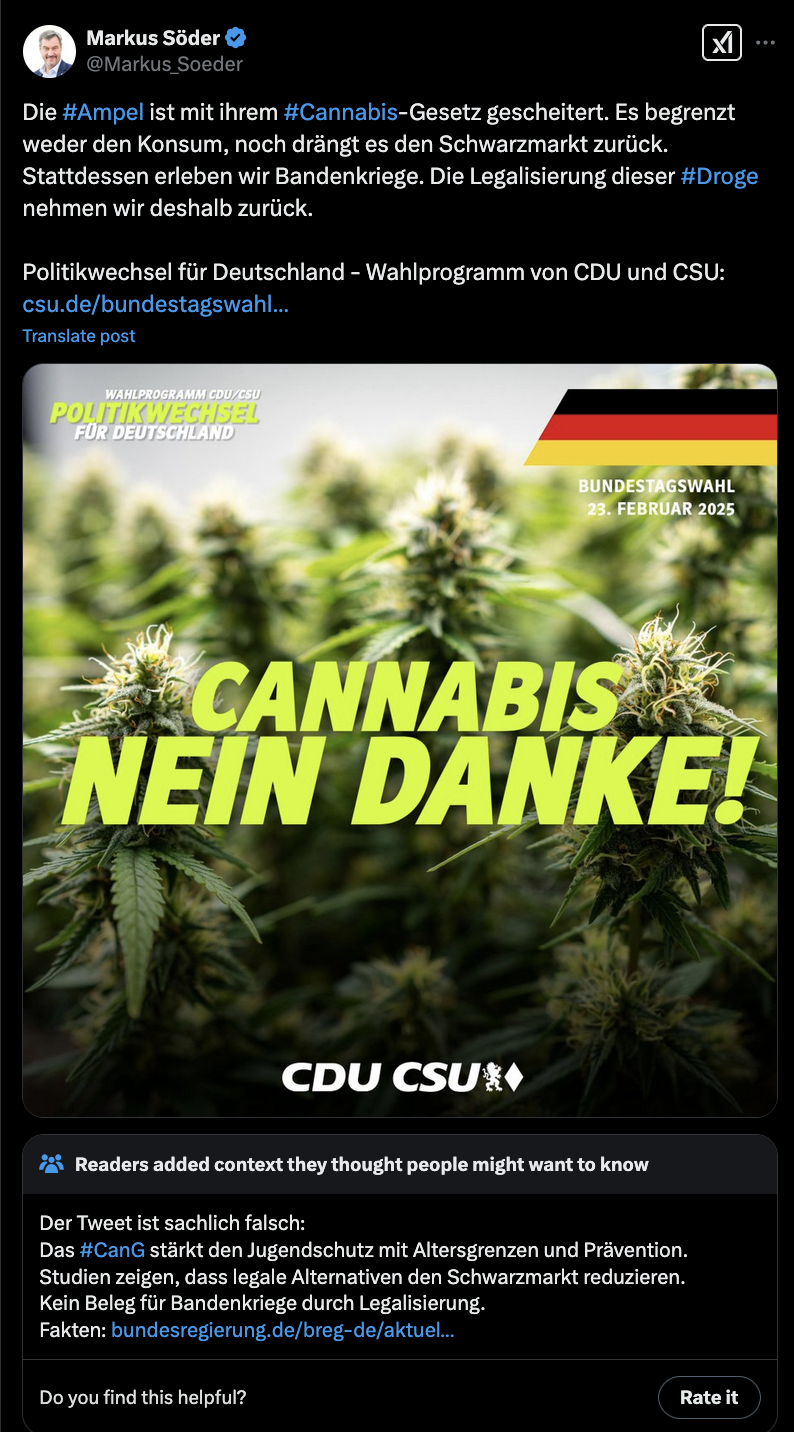 Markus Söder
@Markus_Soeder
Die #Ampel ist mit ihrem #Cannabis-Gesetz gescheitert. Es begrenzt
weder den Konsum, noch drängt es den Schwarzmarkt zurück.
Stattdessen erleben wir Bandenkriege. Die Legalisierung dieser #Droge
nehmen wir deshalb zurück.
Politikwechsel für Deutschland - Wahlprogramm von CDU und CSU:
csu.de/bundestagswahl...
Translate post
WAHLPROGRAMM CDU/CSU
POLITIKWECHSEL
FÜR DEUTSCHLAND
BUNDESTAGSWAHL
23. FEBRUAR 2025
CANNABIS
NEIN DANKE!
CDU CSU
Readers added context they thought people might want to know
Der Tweet ist sachlich falsch:
Das #CanG stärkt den Jugendschutz mit Altersgrenzen und Prävention.
Studien zeigen, dass legale Alternativen den Schwarzmarkt reduzieren.
Kein Beleg für Bandenkriege durch Legalisierung.
Fakten: bundesregierung.de/breg-de/aktuel...
Do you find this helpful?
Rate it